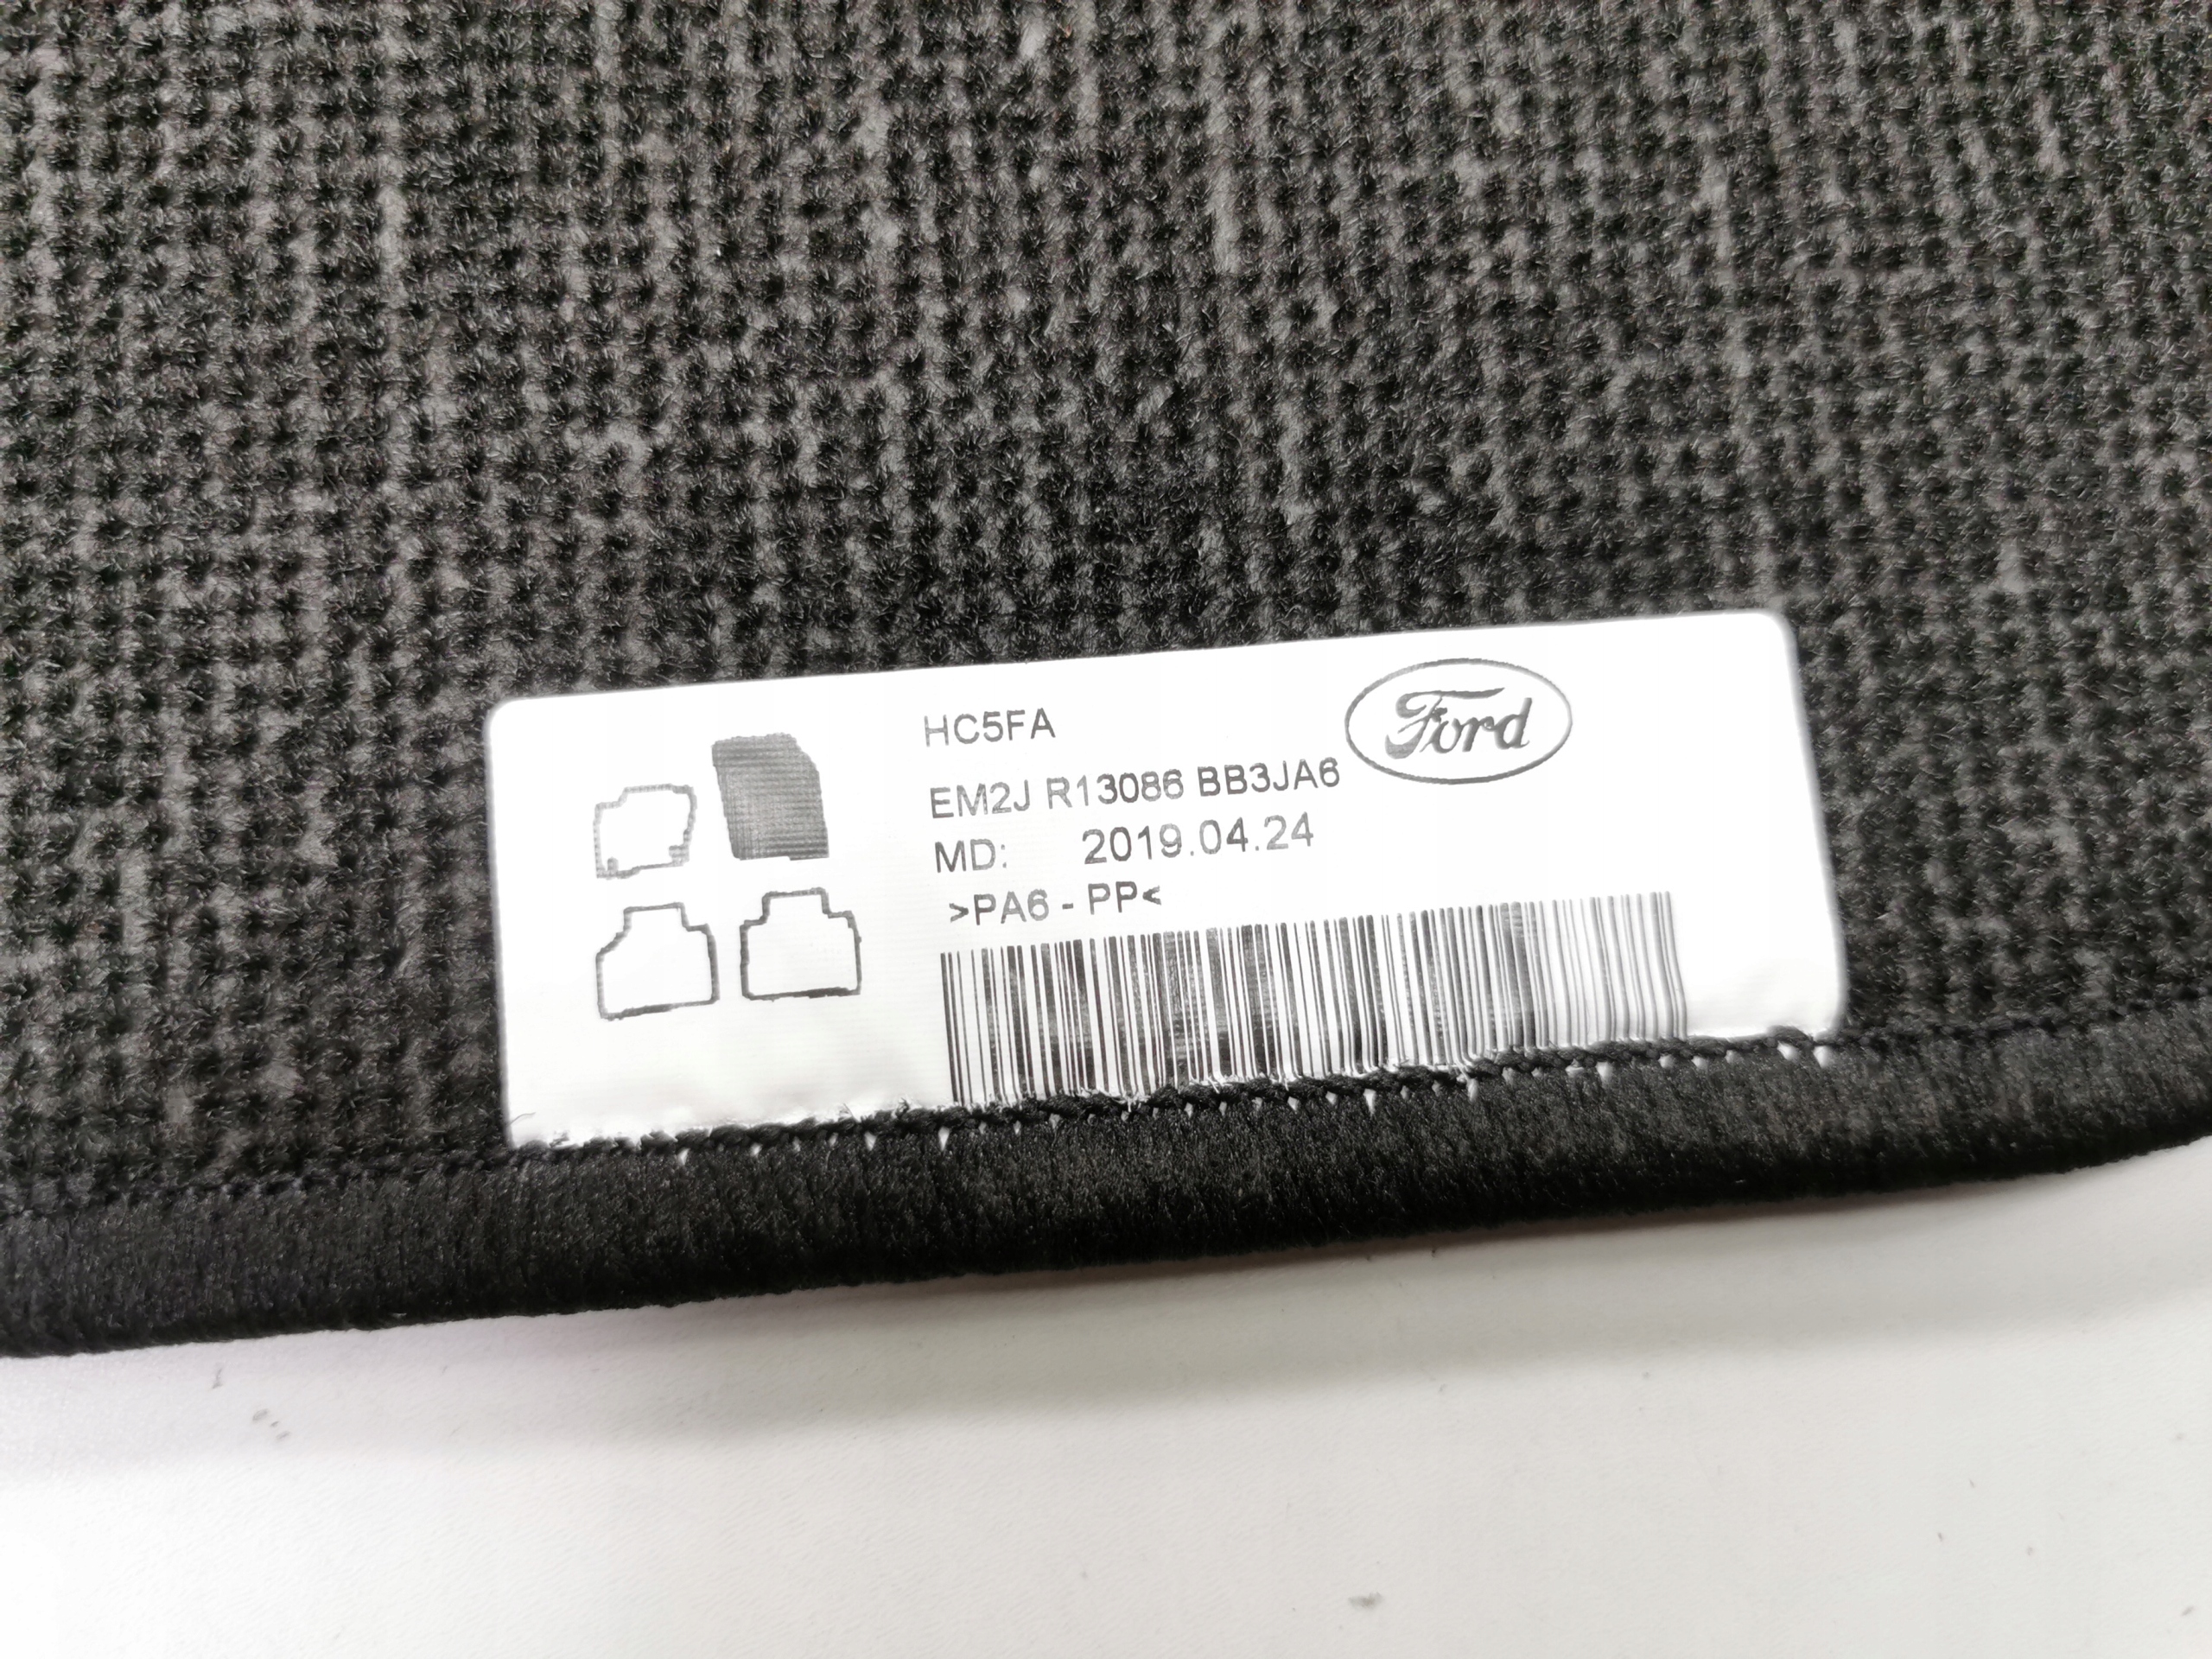 HC5FA
Ford
EM2J R13086 BB3JA6
MD: 2019.04.24
>PA6 - PP<